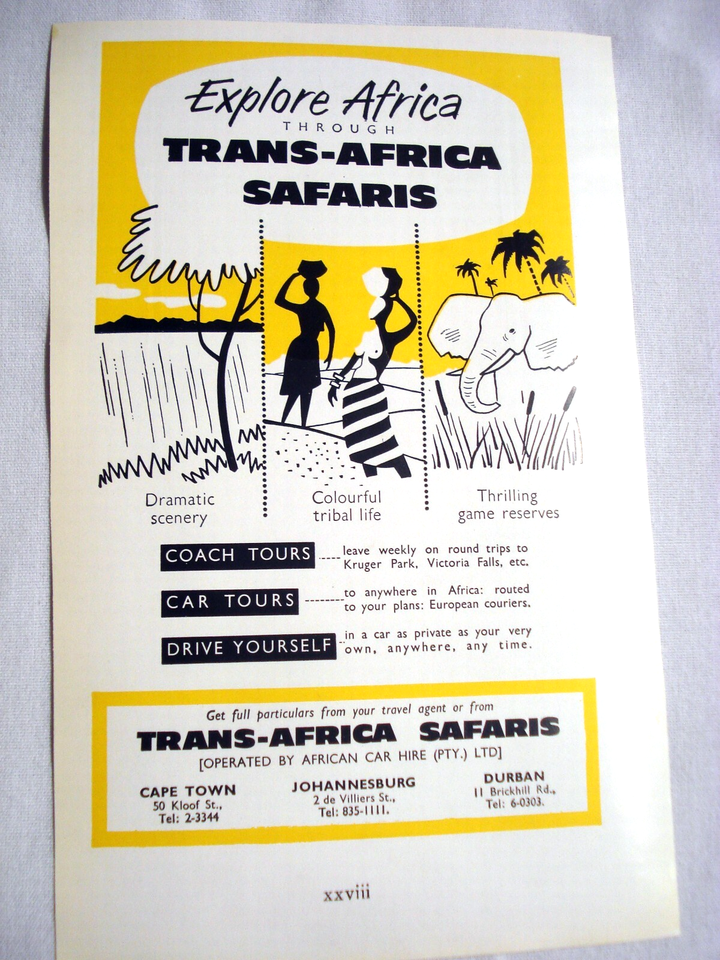 Explore Africa
THROUGH
TRANS-AFRICA
SAFARIS
Dramatic
scenery
Colourful
tribal life
Thrilling
game reserves
COACH TOURS ---- leave weekly on round trips to
Kruger Park, Victoria Falls, etc.
CAR TOURS -------- to anywhere in Africa: routed
to your plans: European couriers.
DRIVE YOURSELF - in a car as private as your very
own, anywhere, any time.
Get full particulars from your travel agent or from
TRANS-AFRICA SAFARIS
[OPERATED BY AFRICAN CAR HIRE (PTY.) LTD]
CAPE TOWN
50 Kloof St.,
Tel: 2-3344
JOHANNESBURG
2 de Villiers St.,
Tel: 835-1111.
DURBAN
11 Brickhill Rd.,
Tel: 6-0303.
xxviii